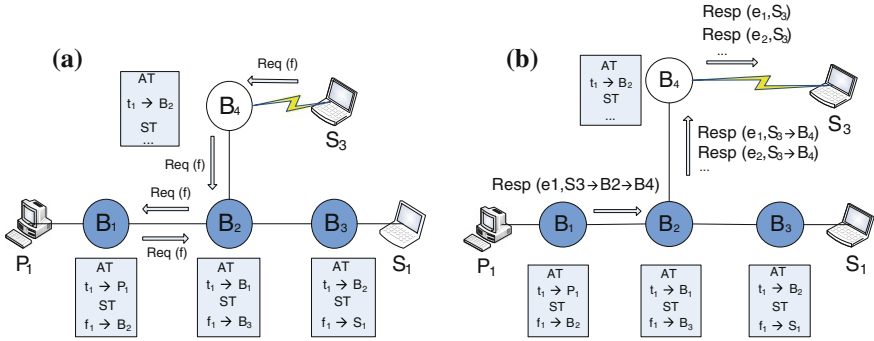 (a)
Req (f)
AT
t₁ → B₂
ST
...
B₄
S₃
Req (f)
Req (f)
P₁
B₁
B₂
B₃
S₁
Req (f)
AT
t₁ → P₁
ST
f₁ → B₂
AT
t₁ → B₁
ST
f₁ → B₃
AT
t₁ → B₂
ST
f₁ → S₁
(b)
Resp (e₁,S₃)
Resp (e₂,S₃)
...
AT
t₁ → B₂
ST
...
B₄
S₃
Resp (e₁,S₃→B₄)
Resp (e₂,S₃→B₄)
...
Resp (e1,S3→B2→B4)
P₁
B₁
B₂
B₃
S₁
AT
t₁ → P₁
ST
f₁ → B₂
AT
t₁ → B₁
ST
f₁ → B₃
AT
t₁ → B₂
ST
f₁ → S₁